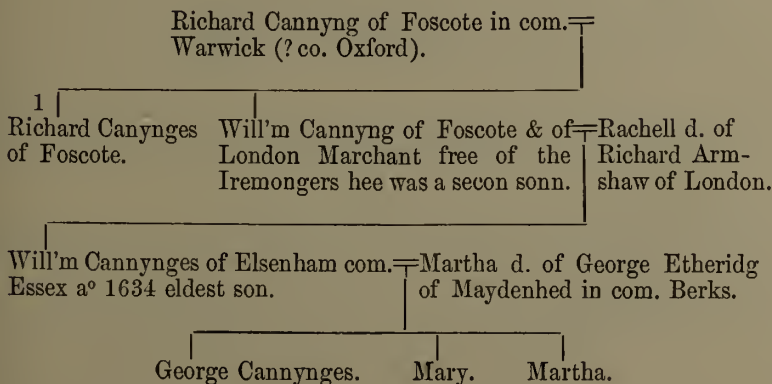 Richard Cannyng of Foscote in com.
Warwick (? co. Oxford).
1
Richard Canynges
of Foscote.
Will'm Cannyng of Foscote & of
London Marchant free of the
Iremongers hee was a secon sonn.
Rachell d. of
Richard Arm-
shaw of London.
Will'm Cannynges of Elsenham com.
Essex aº 1634 eldest son.
Martha d. of George Etheridg
of Maydenhed in com. Berks.
George Cannynges. Mary. Martha.